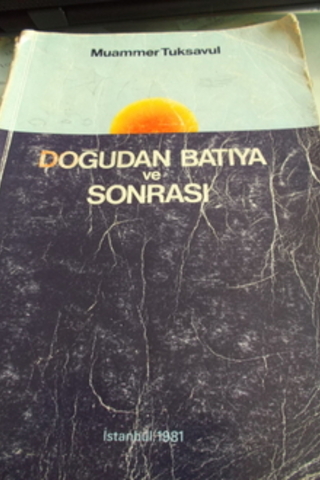 Muammer Tuksavul
DOGUDAN BATIYA
ve
SONRASI
İstanbul 1981